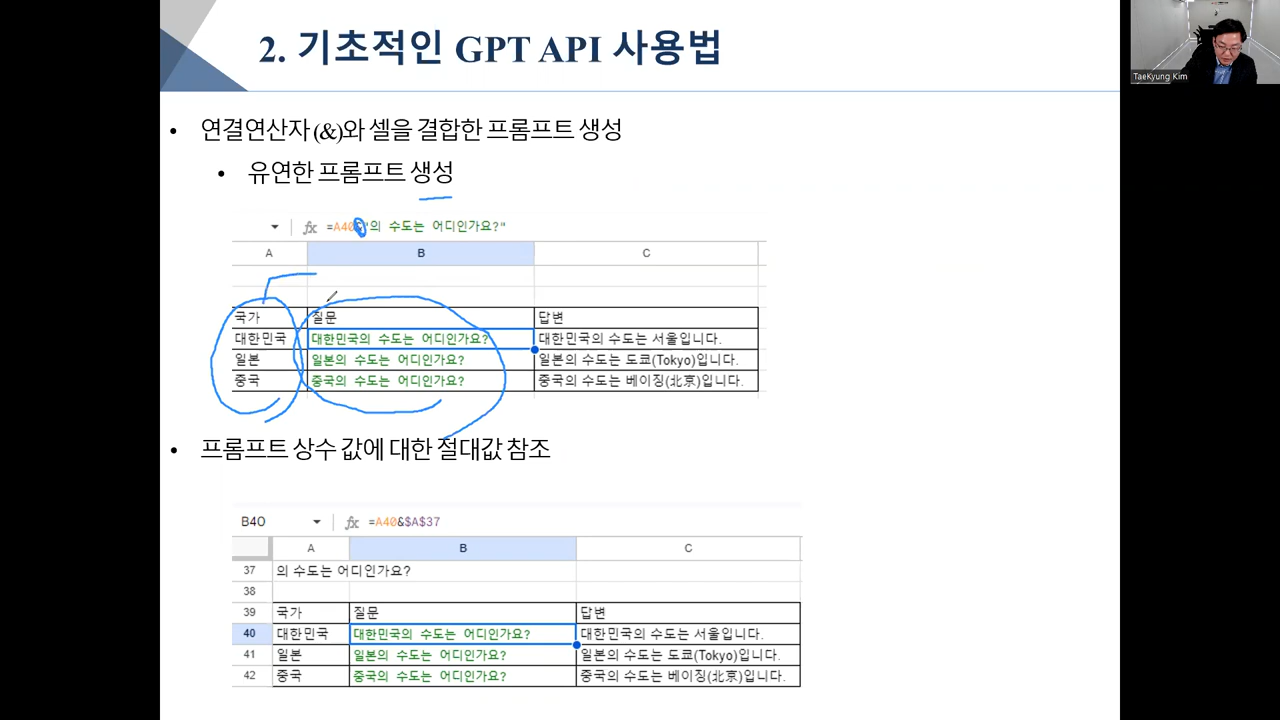 2. 기초적인 GPT API 사용법
TaeKyung Kim
• 연결연산자(&)와 셀을 결합한 프롬프트 생성
• 유연한 프롬프트 생성
fx =A40&"의 수도는 어디인가요?"
A B C
국가 질문 답변
대한민국 대한민국의 수도는 어디인가요? 대한민국의 수도는 서울입니다.
일본 일본의 수도는 어디인가요? 일본의 수도는 도쿄(Tokyo)입니다.
중국 중국의 수도는 어디인가요? 중국의 수도는 베이징(北京)입니다.
• 프롬프트 상수 값에 대한 절대값 참조
B40 fx =A40&$A$37
A B C
37 의 수도는 어디인가요?
38
39 국가 질문 답변
40 대한민국 대한민국의 수도는 어디인가요? 대한민국의 수도는 서울입니다.
41 일본 일본의 수도는 어디인가요? 일본의 수도는 도쿄(Tokyo)입니다.
42 중국 중국의 수도는 어디인가요? 중국의 수도는 베이징(北京)입니다.